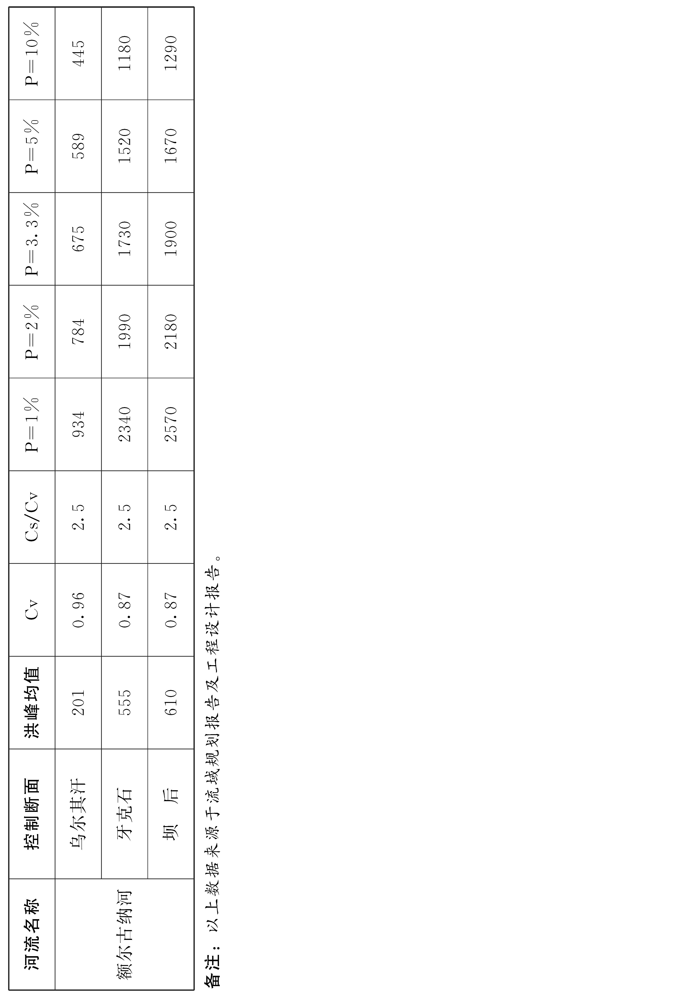 河流名称 控制断面 洪峰均值 Cv Cs/Cv P=1% P=2% P=3.3% P=5% P=10%
额尔古纳河 乌尔其汗 201 0.96 2.5 934 784 675 589 445
牙克石 555 0.87 2.5 2340 1990 1730 1520 1180
坝 后 610 0.87 2.5 2570 2180 1900 1670 1290
备注：以上数据来源于流域规划报告及工程设计报告。